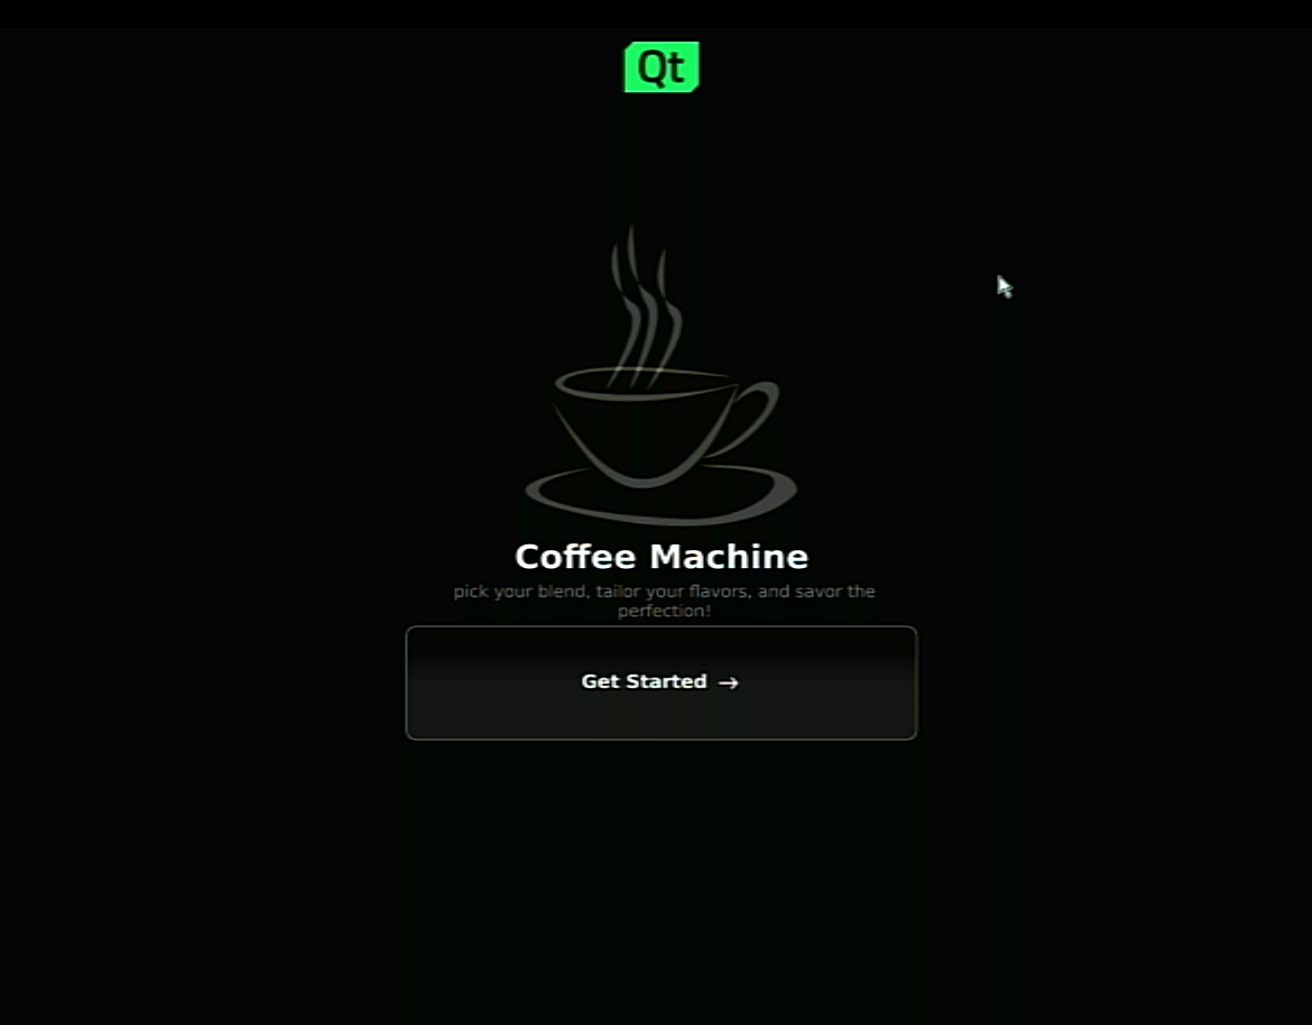 Qt
Coffee Machine
pick your blend, tailor your flavors, and savor the
perfection!
Get Started →